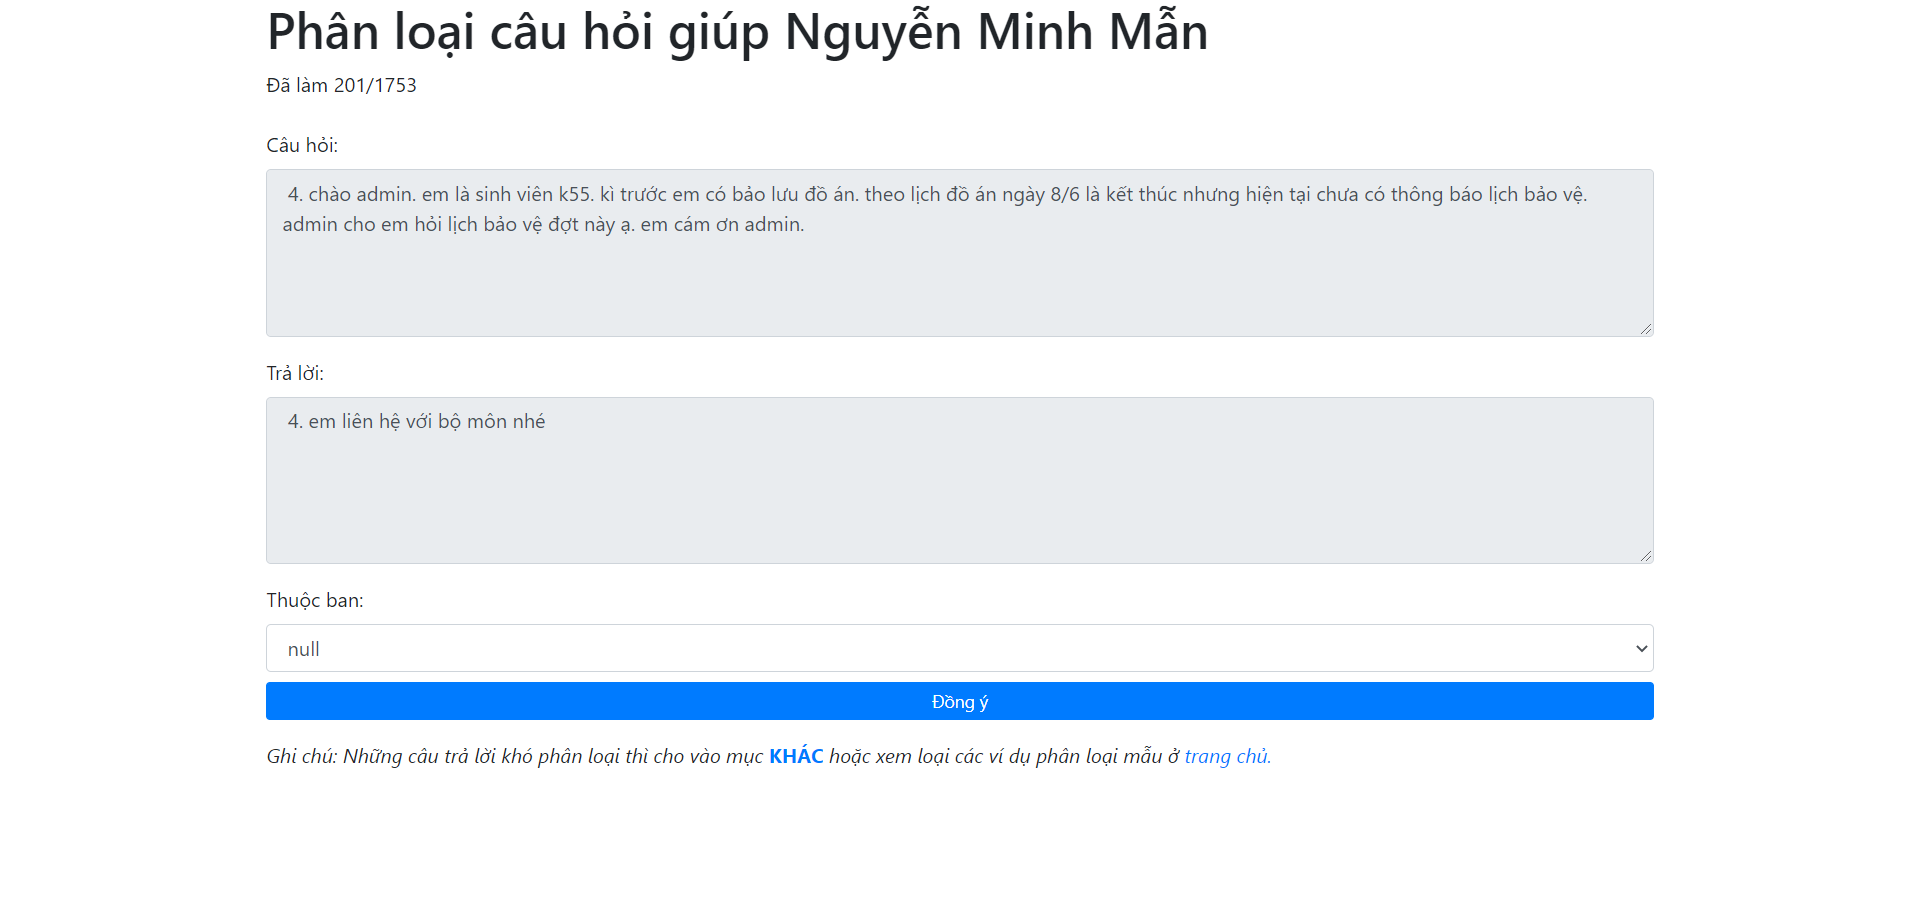 Phân loại câu hỏi giúp Nguyễn Minh Mẫn
Đã làm 201/1753
Câu hỏi:
4. chào admin. em là sinh viên k55. kì trước em có bảo lưu đồ án. theo lịch đồ án ngày 8/6 là kết thúc nhưng hiện tại chưa có thông báo lịch bảo vệ.
admin cho em hỏi lịch bảo vệ đợt này ạ. em cám ơn admin.
Trả lời:
4. em liên hệ với bộ môn nhé
Thuộc ban:
null
Đồng ý
Ghi chú: Những câu trả lời khó phân loại thì cho vào mục KHÁC hoặc xem loại các ví dụ phân loại mẫu ở trang chủ.